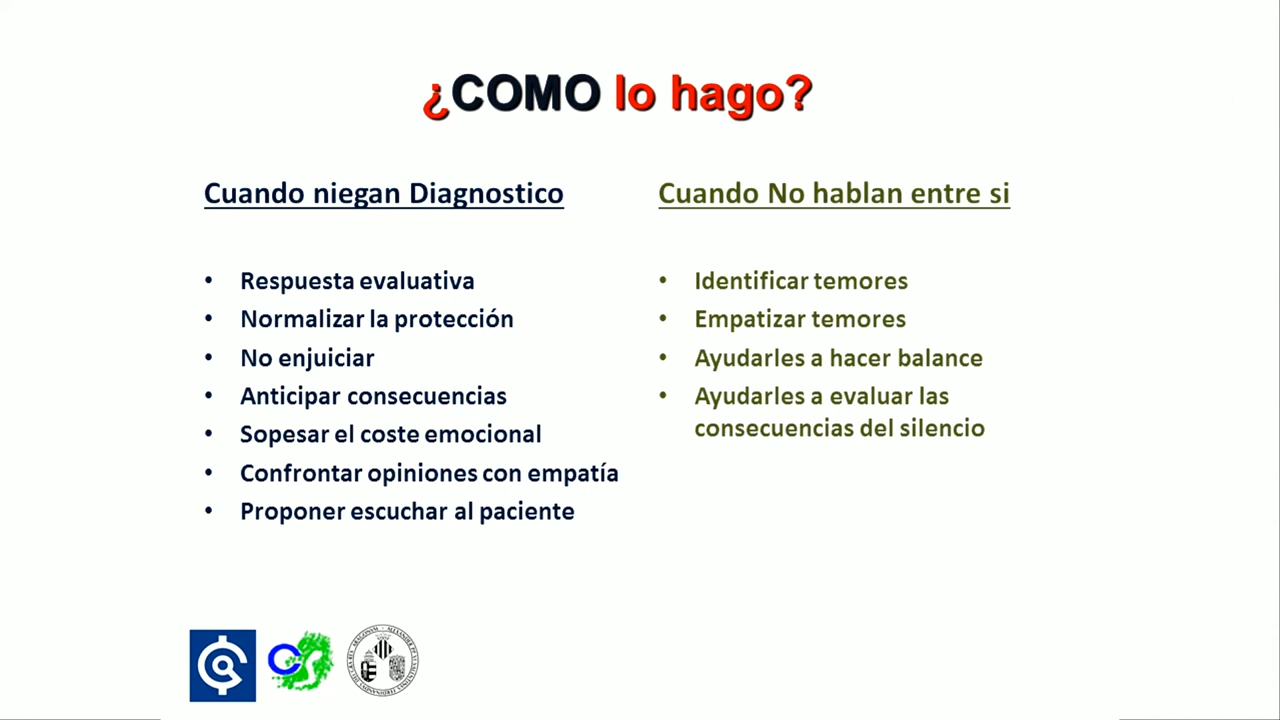 ¿COMO lo hago?
Cuando niegan Diagnostico
• Respuesta evaluativa
• Normalizar la protección
• No enjuiciar
• Anticipar consecuencias
• Sopesar el coste emocional
• Confrontar opiniones con empatía
• Proponer escuchar al paciente
Cuando No hablan entre si
• Identificar temores
• Empatizar temores
• Ayudarles a hacer balance
• Ayudarles a evaluar las
consecuencias del silencio